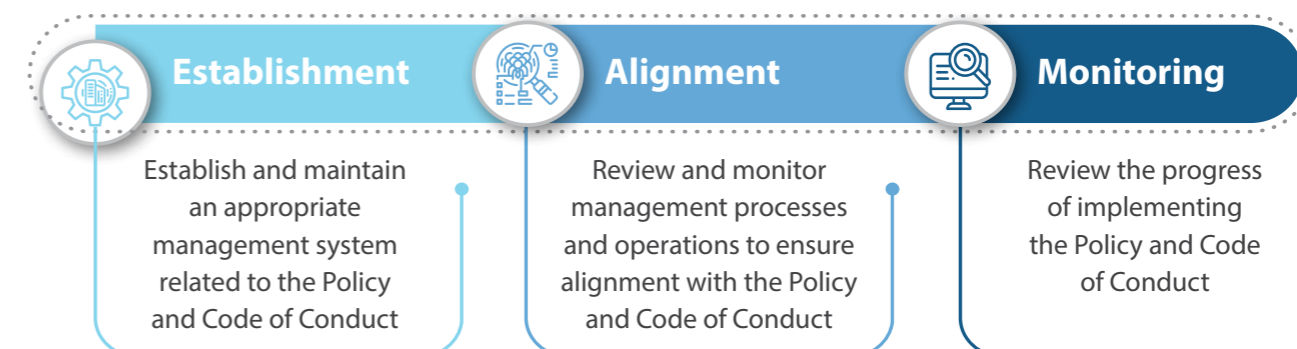 Establishment
Establish and maintain
an appropriate
management system
related to the Policy
and Code of Conduct
Alignment
Review and monitor
management processes
and operations to ensure
alignment with the Policy
and Code of Conduct
Monitoring
Review the progress
of implementing
the Policy and Code
of Conduct